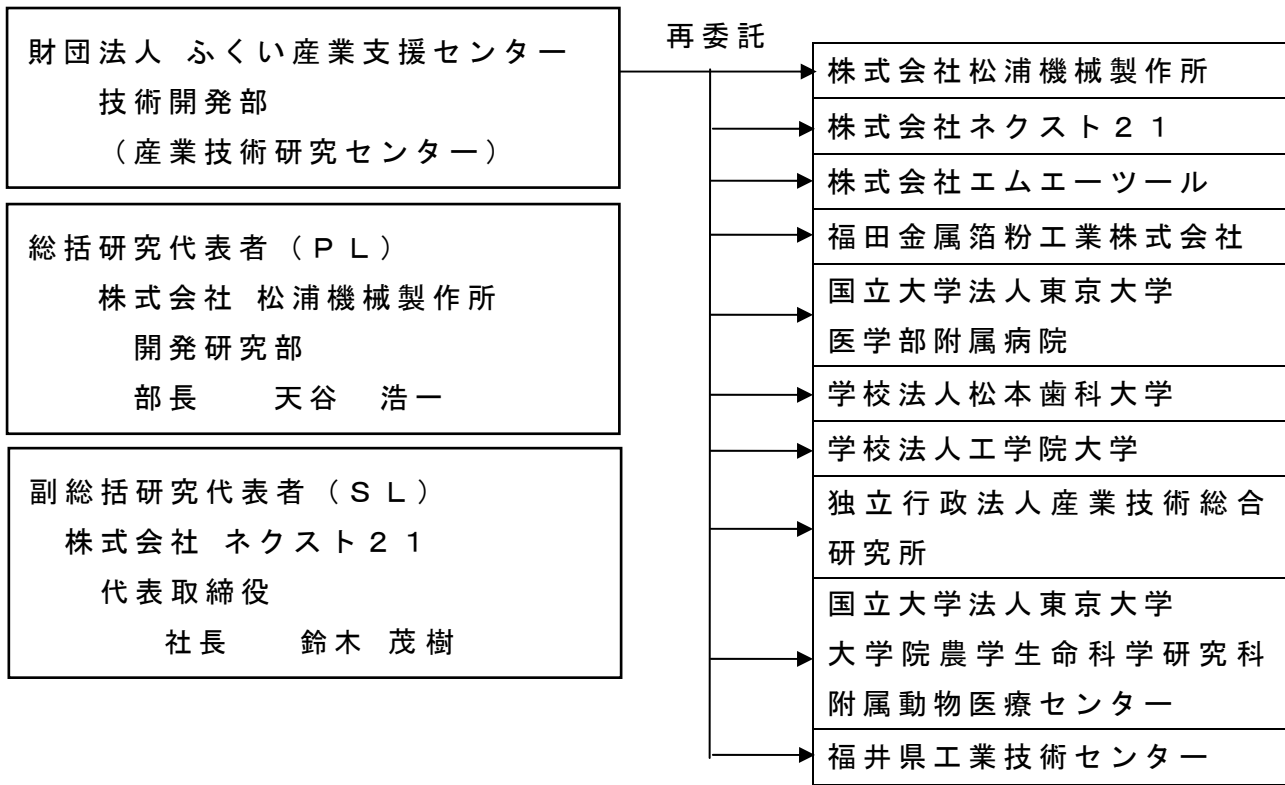 財団法人 ふくい産業支援センター
技術開発部
（産業技術研究センター）
総括研究代表者（ＰＬ）
株式会社 松浦機械製作所
開発研究部
部長　天谷　浩一
副総括研究代表者（ＳＬ）
株式会社 ネクスト２１
代表取締役
社長　鈴木 茂樹
再委託
株式会社松浦機械製作所
株式会社ネクスト２１
株式会社エムエーツール
福田金属箔粉工業株式会社
国立大学法人東京大学
医学部附属病院
学校法人松本歯科大学
学校法人工学院大学
独立行政法人産業技術総合
研究所
国立大学法人東京大学
大学院農学生命科学研究科
附属動物医療センター
福井県工業技術センター